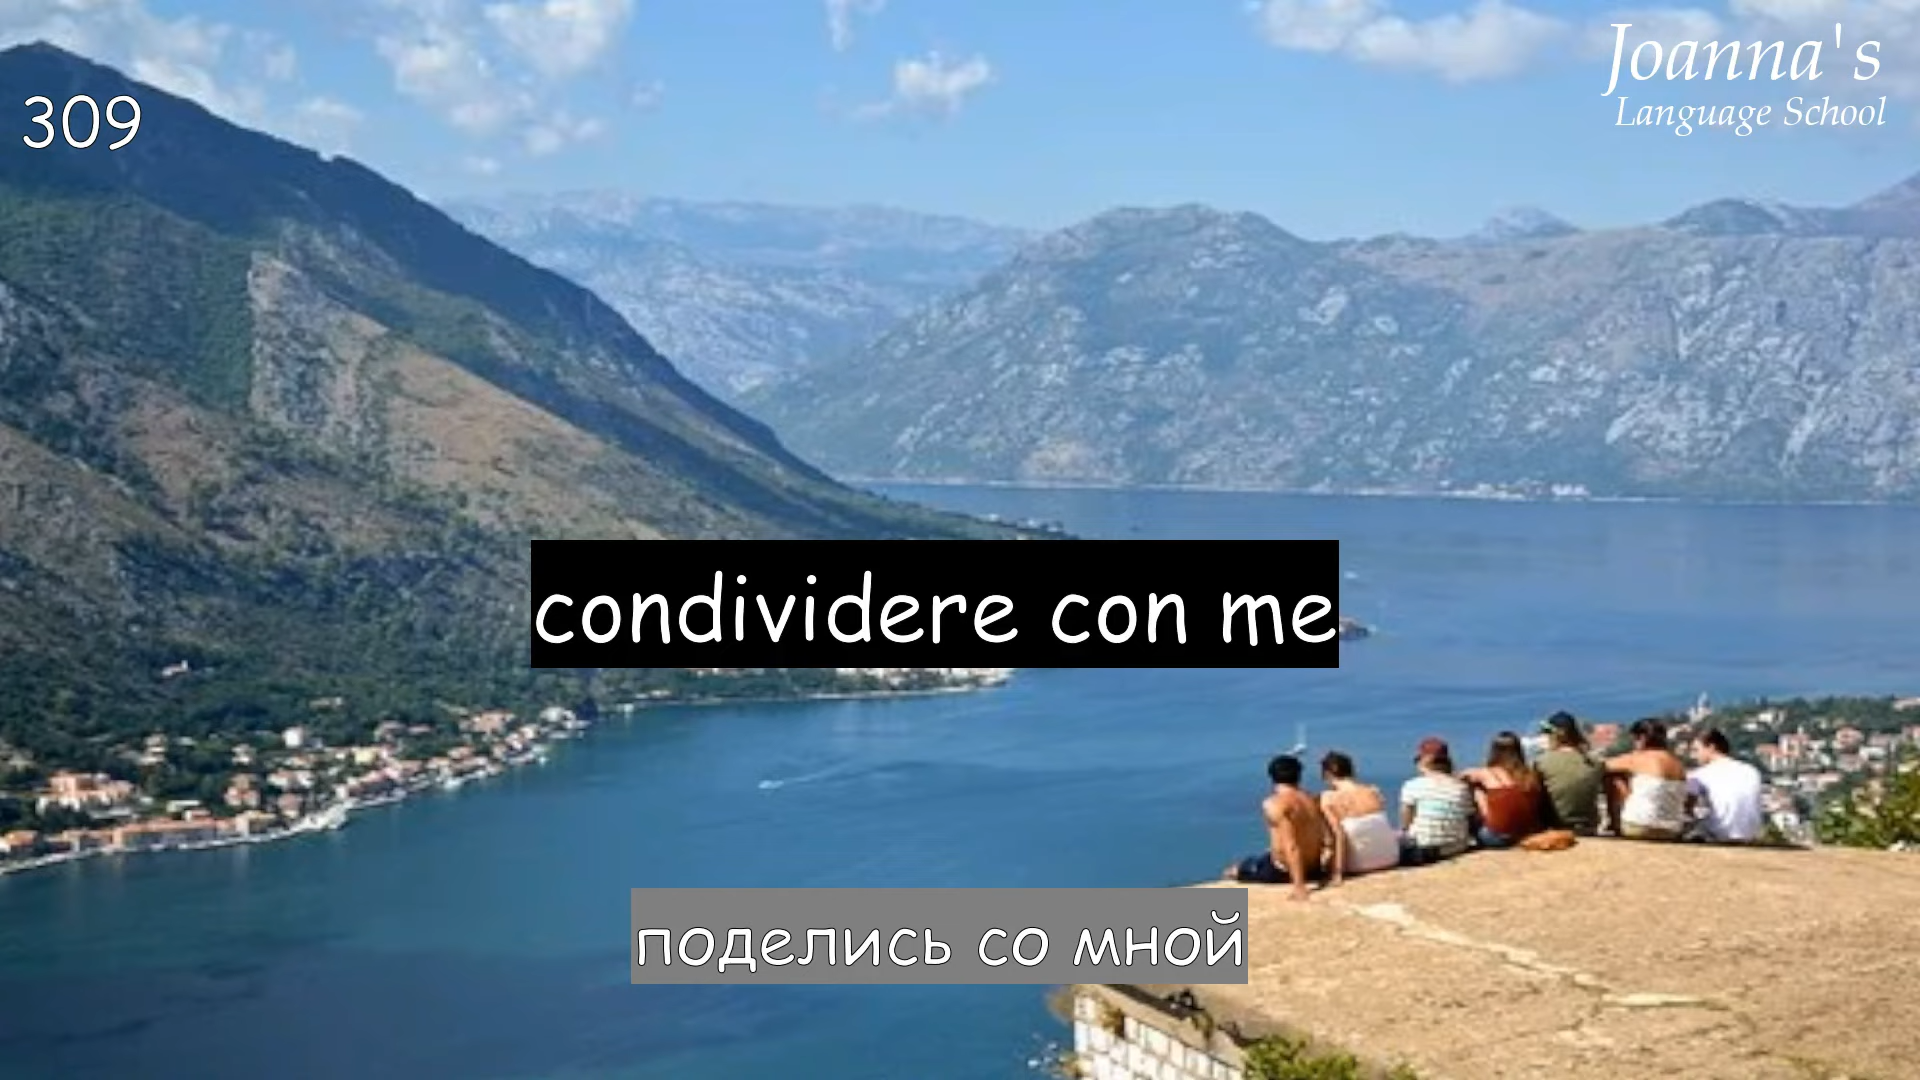 Joanna's
Language School
309
condividere con me
поделись со мной